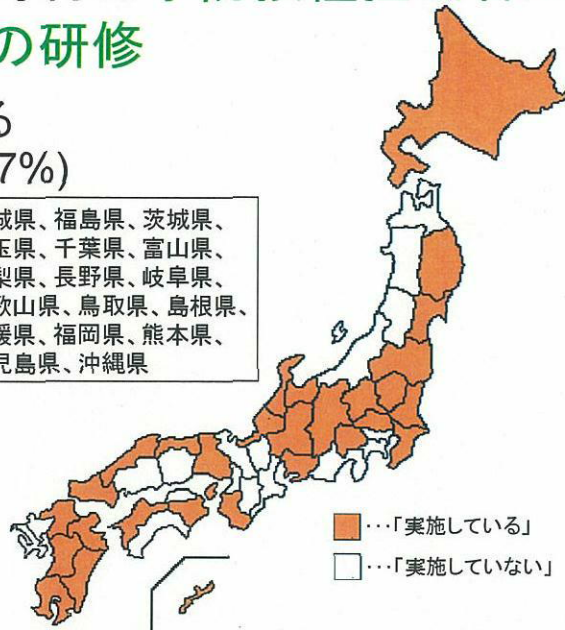 の研修
る
7%)
城県、福島県、茨城県、
玉県、千葉県、富山県、
梨県、長野県、岐阜県、
歌山県、鳥取県、島根県、
媛県、福岡県、熊本県、
児島県、沖縄県
…「実施している」
…「実施していない」